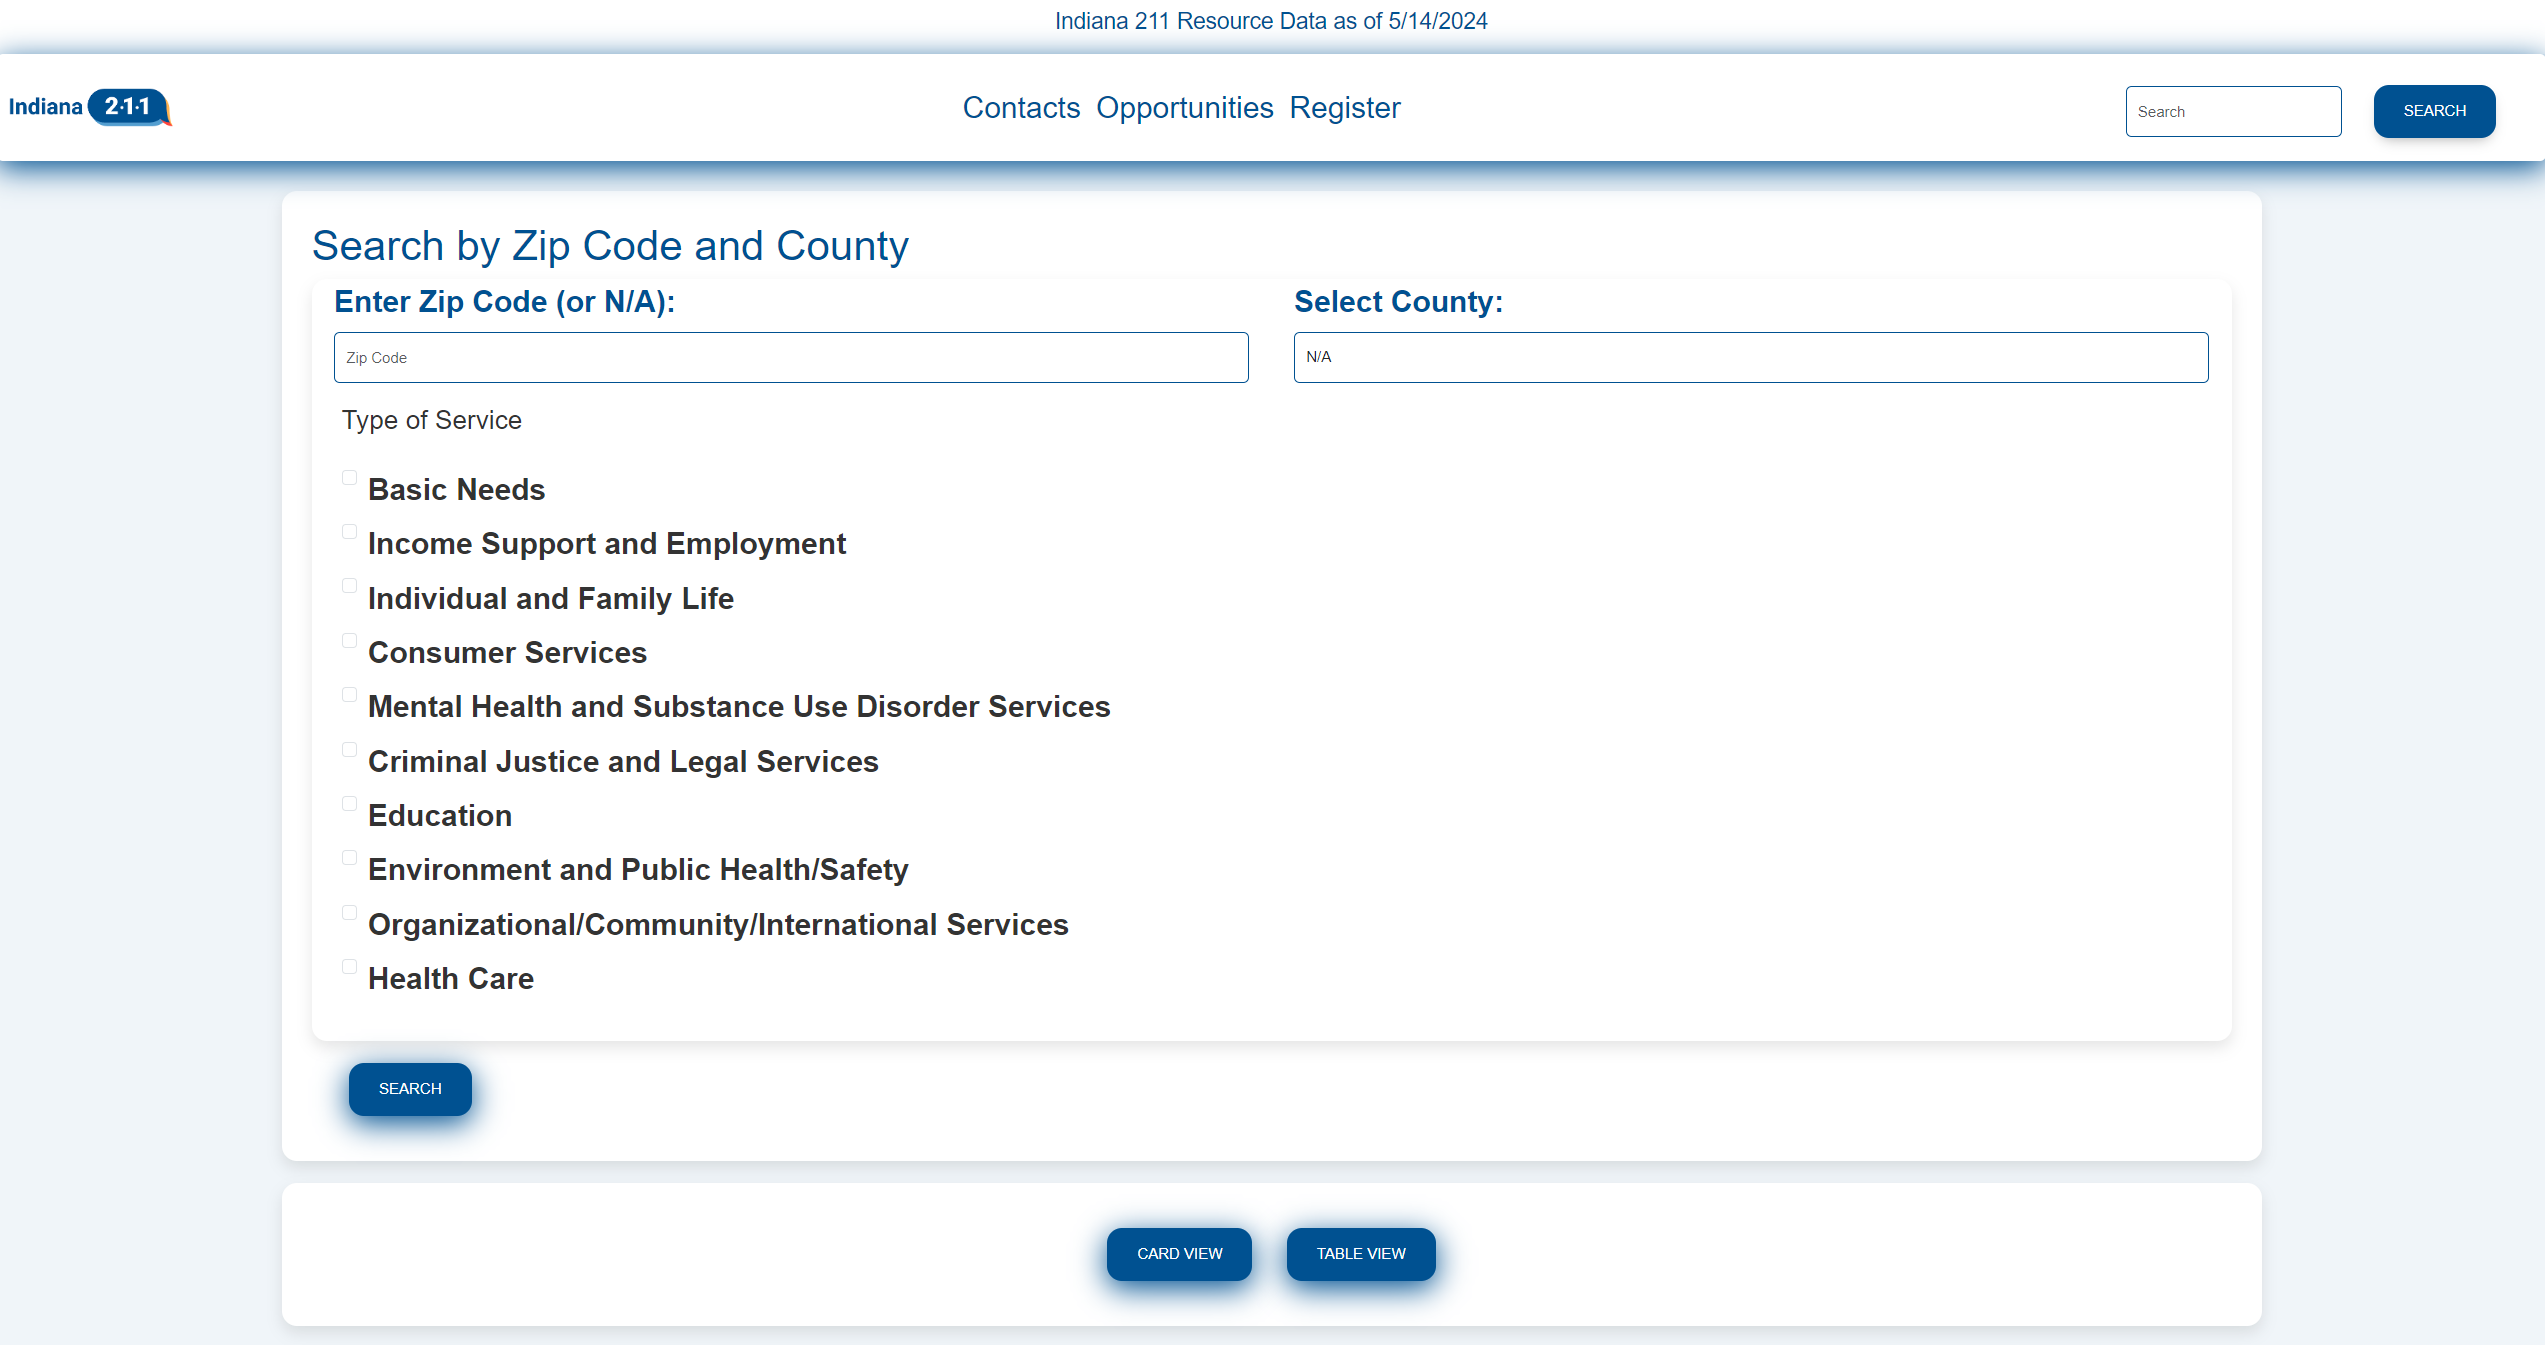 Indiana 211 Resource Data as of 5/14/2024
Indiana 2·1·1
Contacts Opportunities Register
Search
SEARCH
Search by Zip Code and County
Enter Zip Code (or N/A):
Select County:
Zip Code
N/A
Type of Service
Basic Needs
Income Support and Employment
Individual and Family Life
Consumer Services
Mental Health and Substance Use Disorder Services
Criminal Justice and Legal Services
Education
Environment and Public Health/Safety
Organizational/Community/International Services
Health Care
SEARCH
CARD VIEW
TABLE VIEW